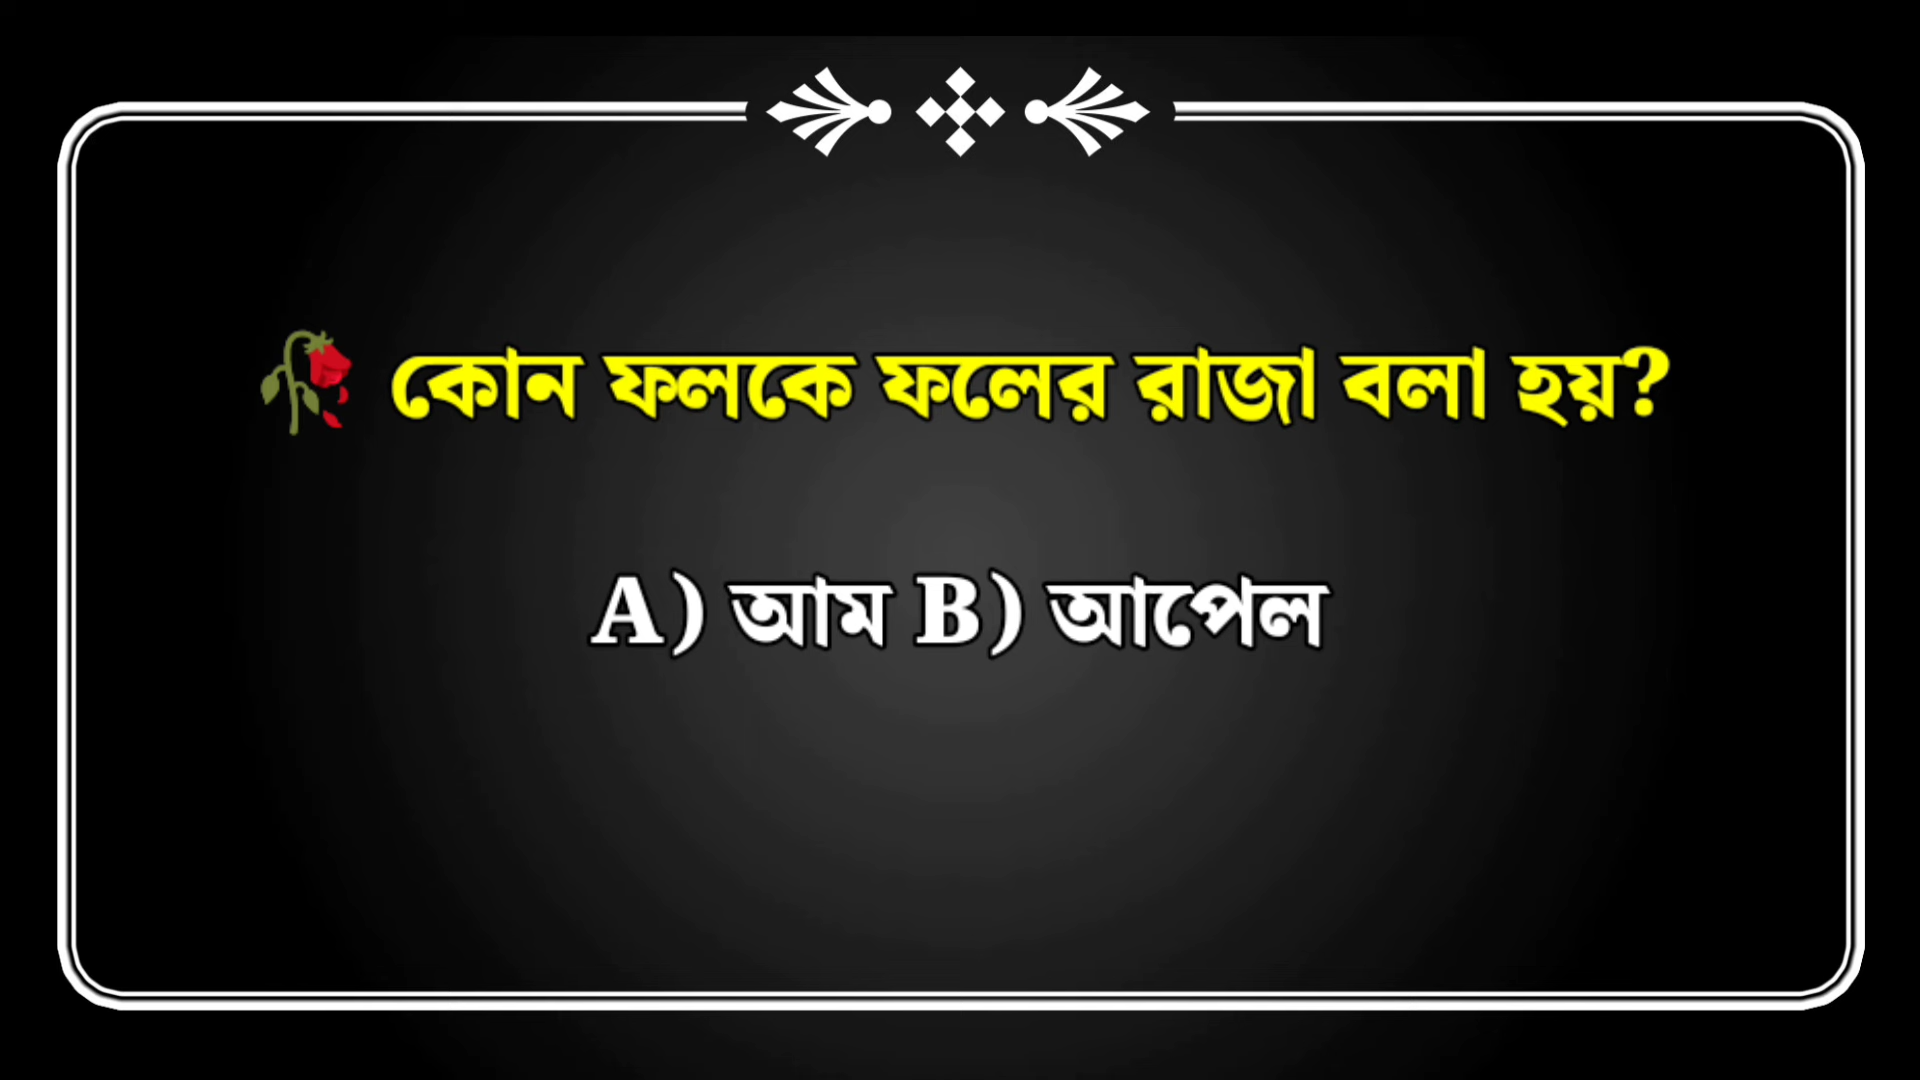 🥀 কোন ফলকে ফলের রাজা বলা হয়?
A) আম B) আপেল